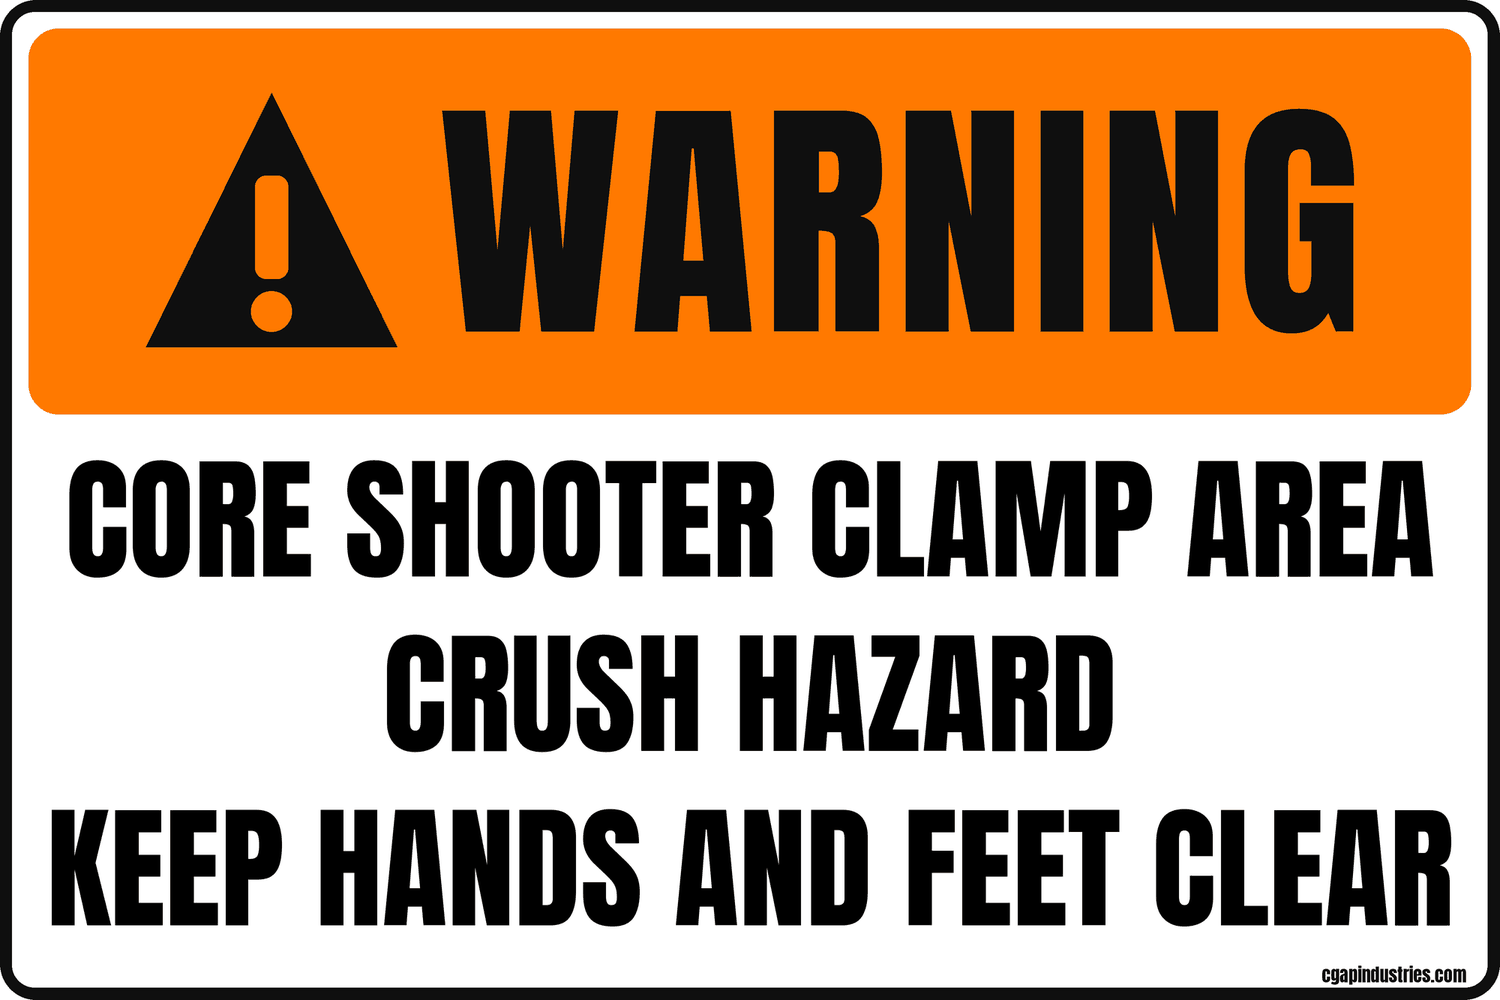 WARNING
CORE SHOOTER CLAMP AREA
CRUSH HAZARD
KEEP HANDS AND FEET CLEAR
cgapindustries.com